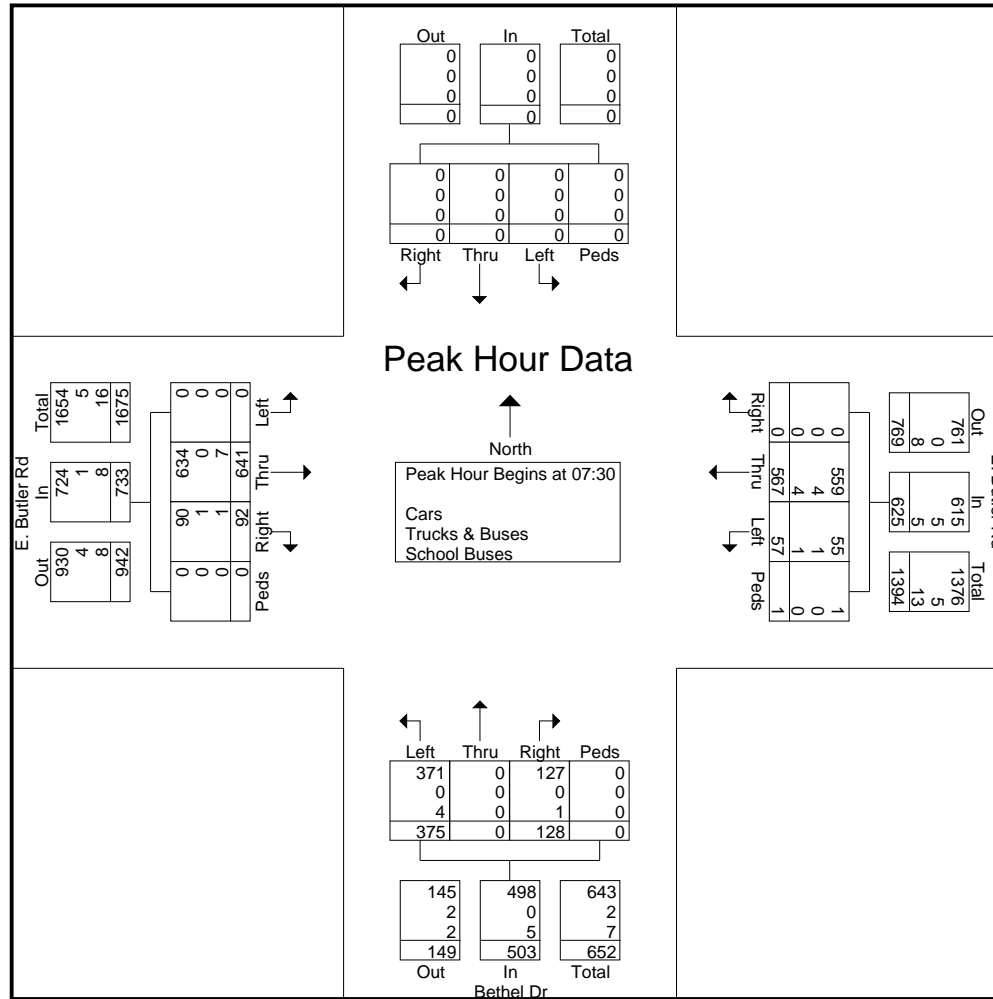 Out In Total
0 0 0
0 0 0
0 0 0
0 0 0
0 0 0 0
0 0 0 0
0 0 0 0
0 0 0 0
Right Thru Left Peds
Peak Hour Data
North
Peak Hour Begins at 07:30
Cars
Trucks & Buses
School Buses
E. Butler Rd
Out In Total
930 724 1654
4 1 5
8 8 16
942 733 1675
Peds Right Thru Left
0 90 634 0
0 1 0 0
0 1 7 0
0 92 641 0
Out In Total
761 615 1376
0 5 5
8 5 13
769 625 1394
Right Thru Left Peds
0 559 55 1
0 4 1 0
0 4 1 0
0 567 57 1
Left Thru Right Peds
371 0 127 0
0 0 0 0
4 0 1 0
375 0 128 0
145 498 643
2 0 2
2 5 7
149 503 652
Out In Total
Bethel Dr